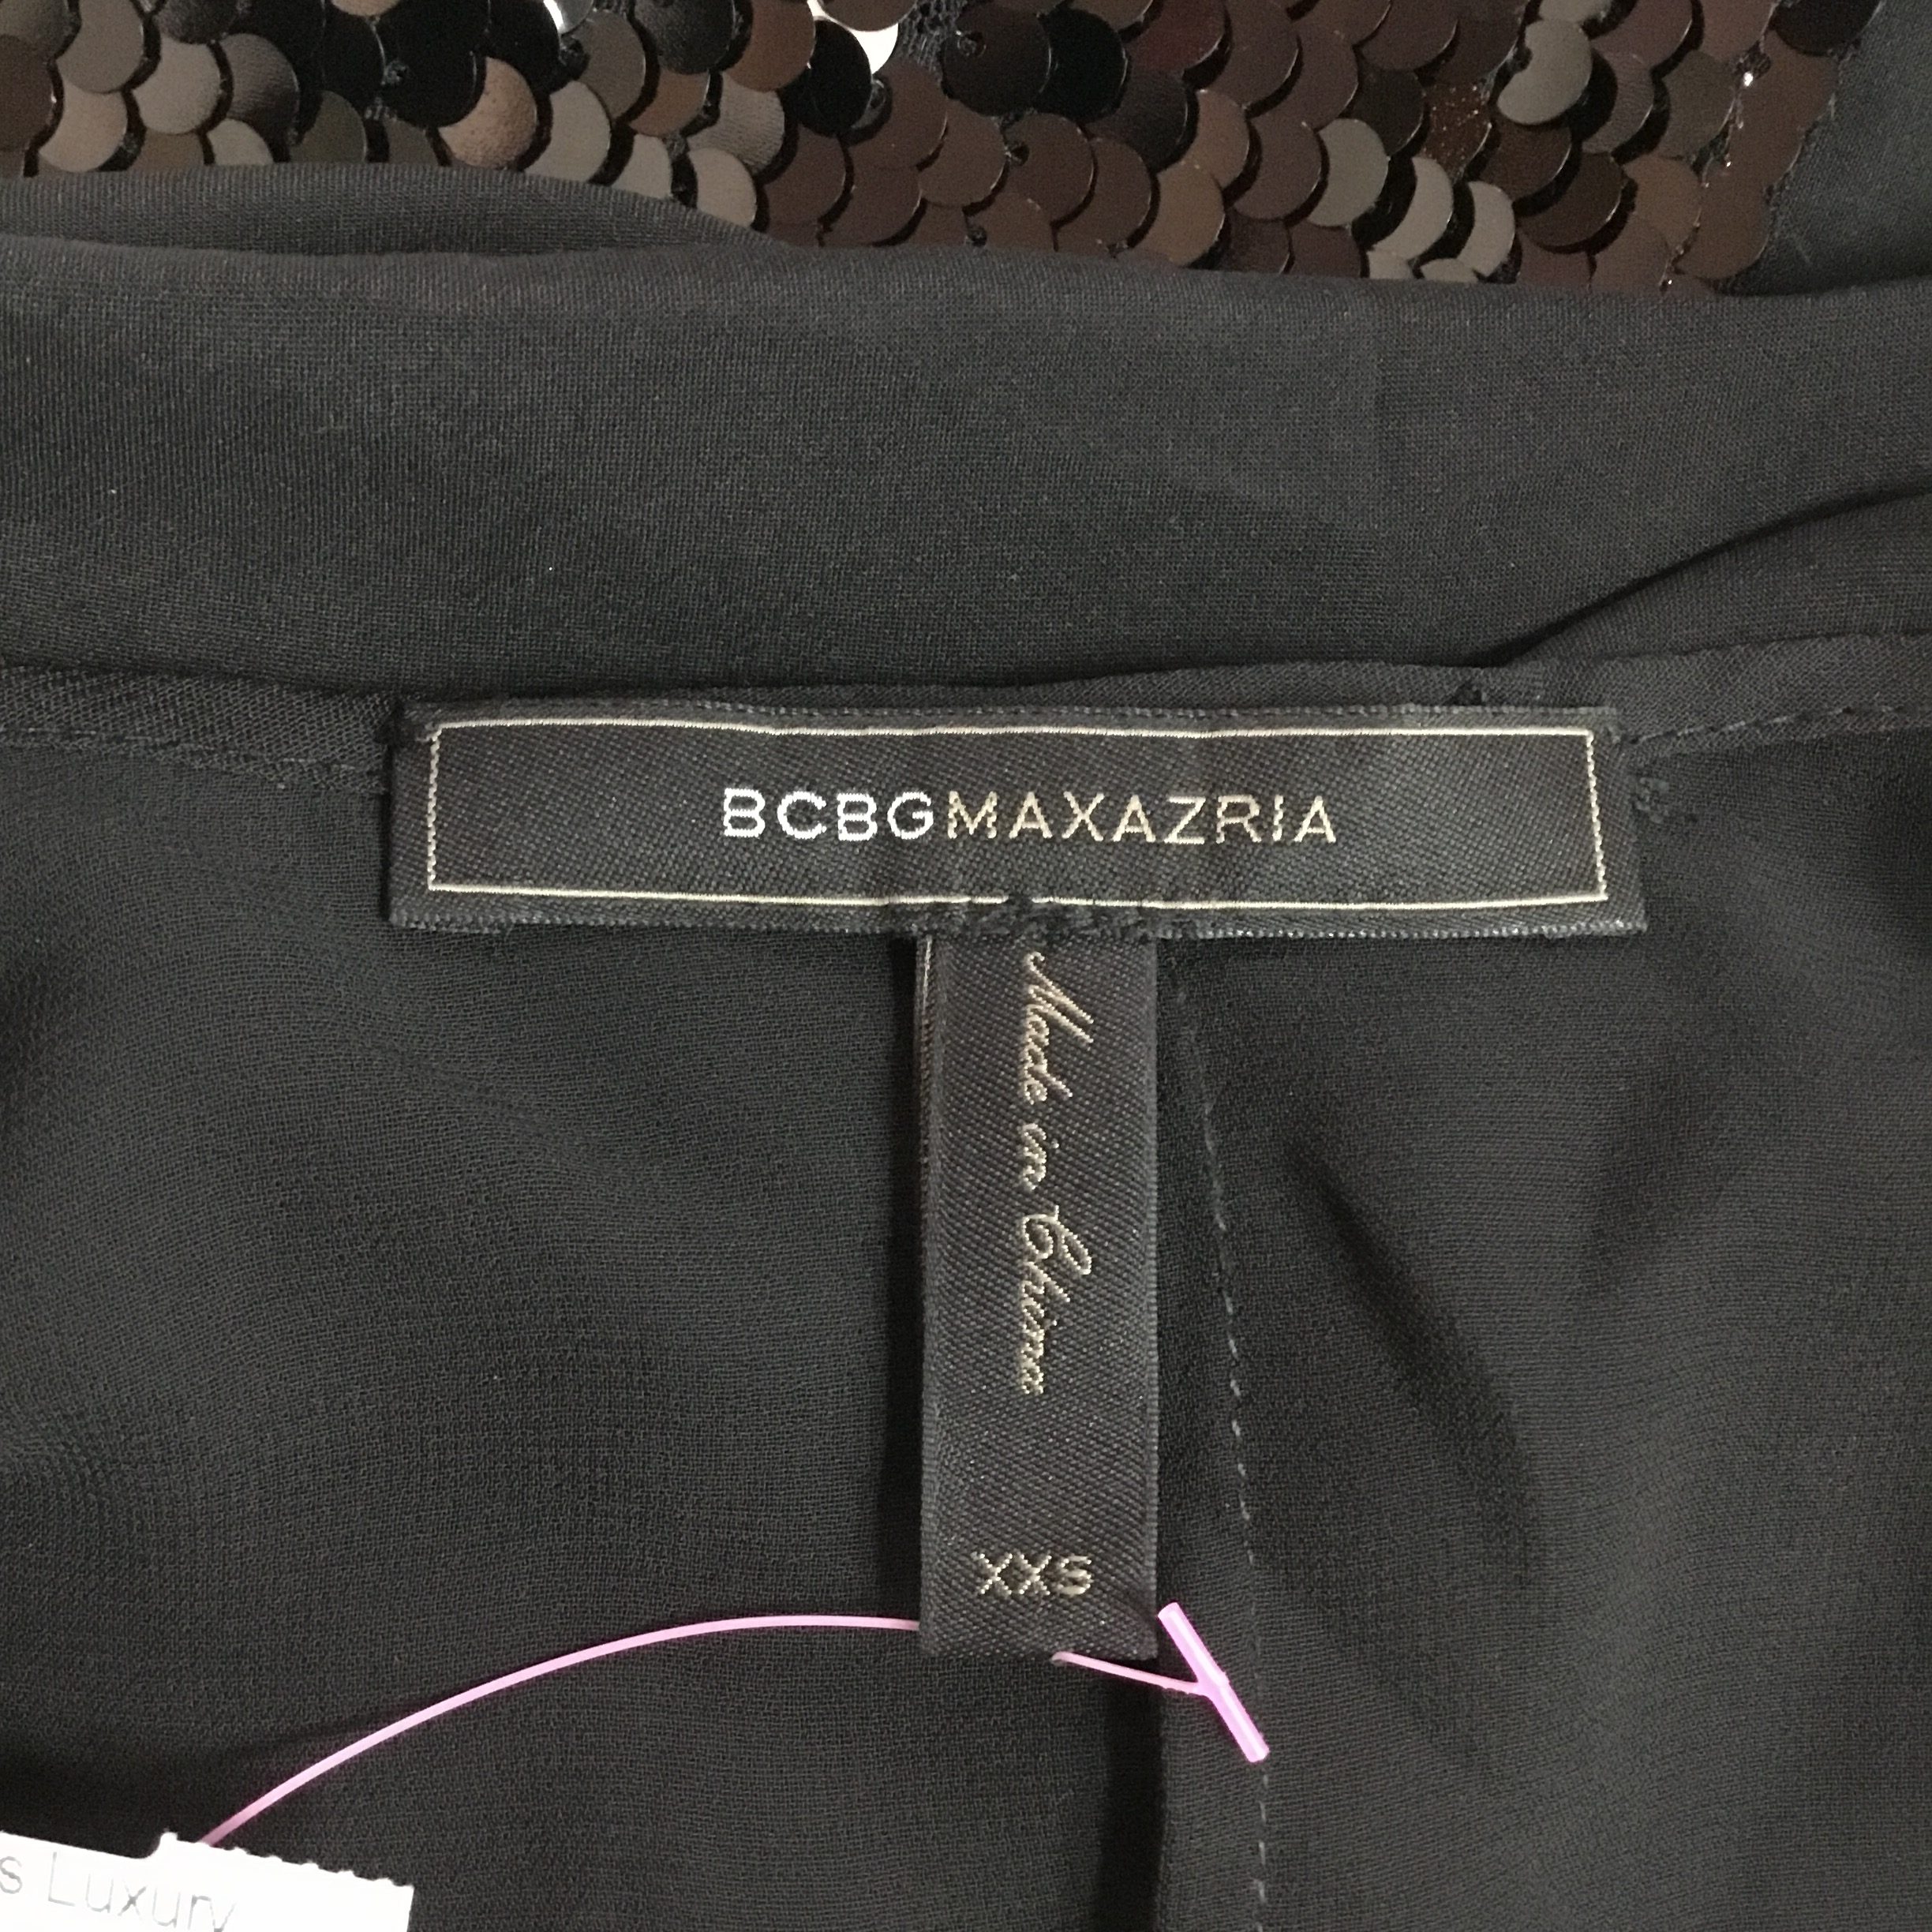 BCBGMAXAZRIA
Made in China
XXS
s Luxury